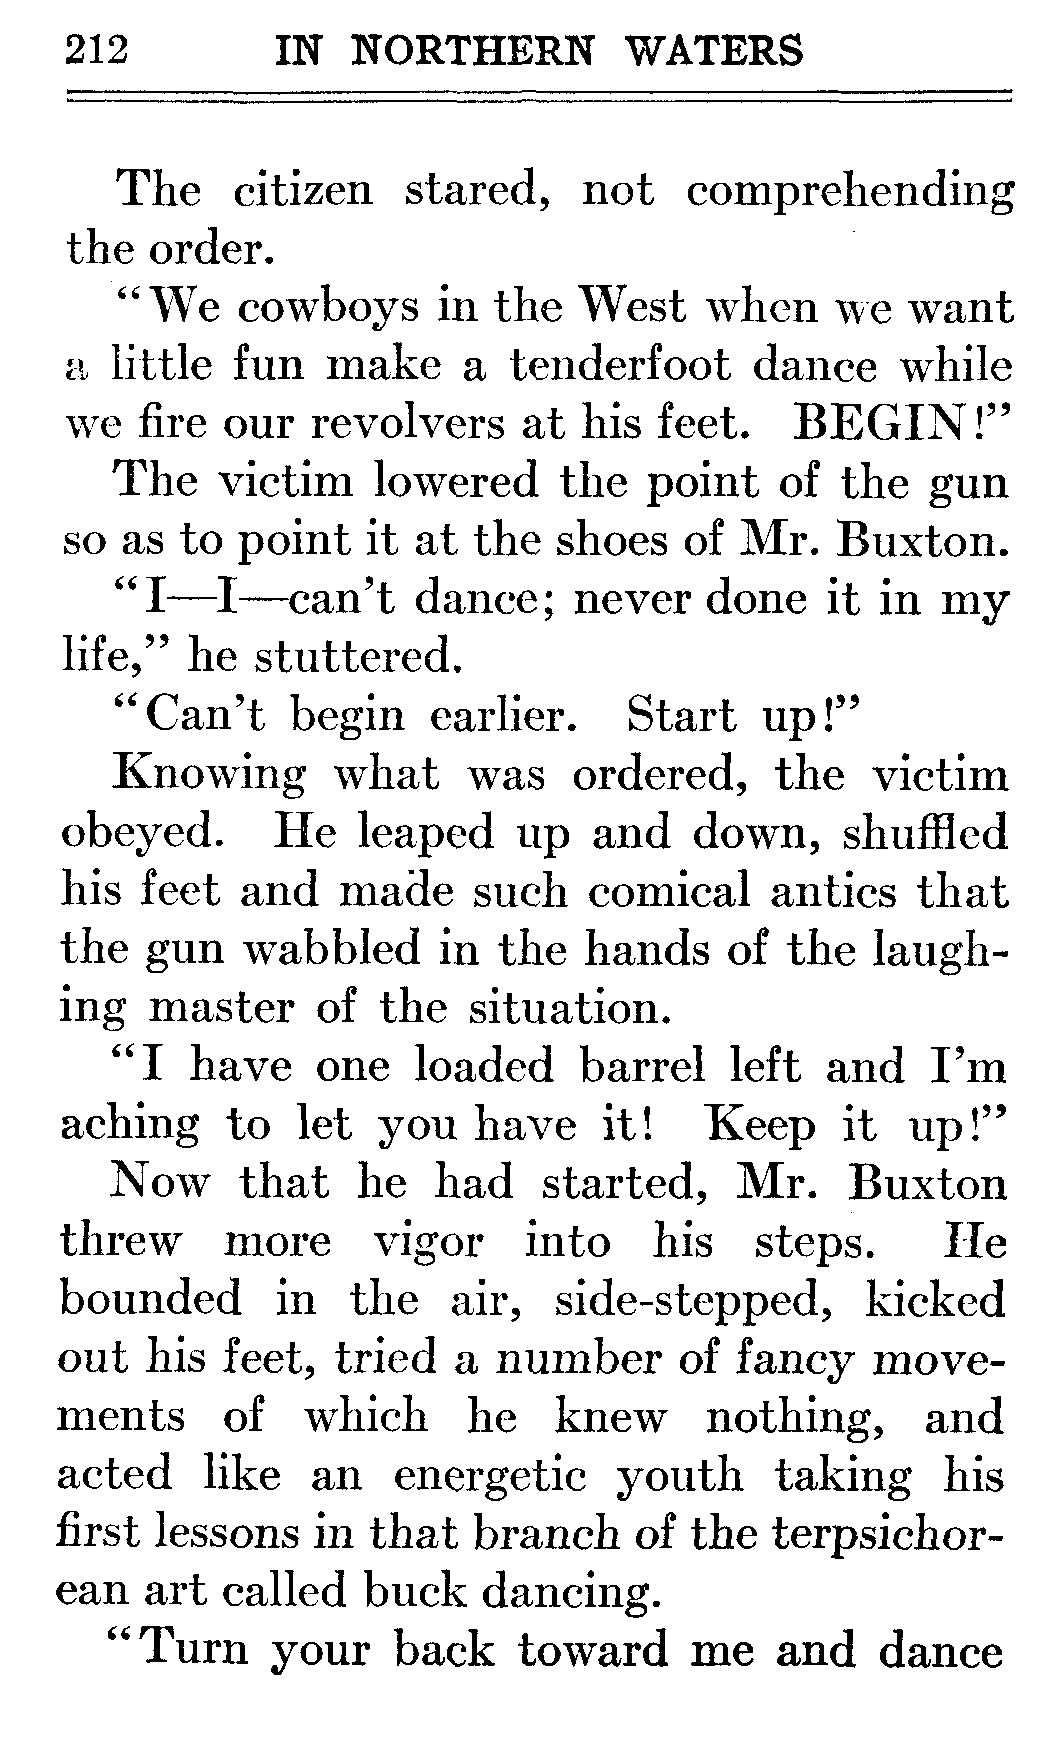 212 IN NORTHERN WATERS
The citizen stared, not comprehending
the order.
"We cowboys in the West when we want
a little fun make a tenderfoot dance while
we fire our revolvers at his feet. BEGIN!"
The victim lowered the point of the gun
so as to point it at the shoes of Mr. Buxton.
"I—I—can't dance; never done it in my
life," he stuttered.
"Can't begin earlier. Start up!"
Knowing what was ordered, the victim
obeyed. He leaped up and down, shuffled
his feet and made such comical antics that
the gun wabbled in the hands of the laugh-
ing master of the situation.
"I have one loaded barrel left and I'm
aching to let you have it! Keep it up!"
Now that he had started, Mr. Buxton
threw more vigor into his steps. He
bounded in the air, side-stepped, kicked
out his feet, tried a number of fancy move-
ments of which he knew nothing, and
acted like an energetic youth taking his
first lessons in that branch of the terpsichor-
ean art called buck dancing.
"Turn your back toward me and dance